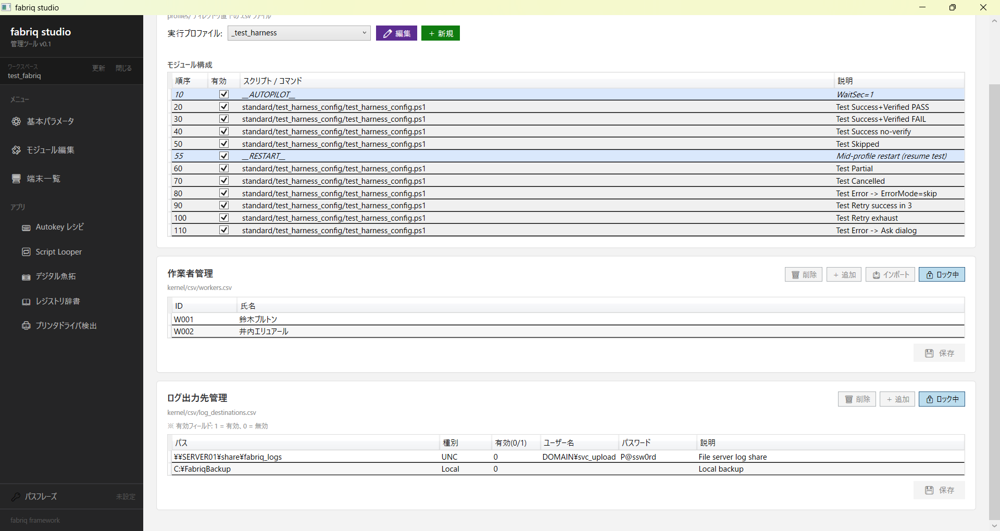 fabriq studio
fabriq studio
管理ツール v0.1
ワークスペース
test_fabriq
更新 閉じる
メニュー
基本パラメータ
モジュール編集
端末一覧
アプリ
Autokey レシピ
Script Looper
デジタル魚拓
レジストリ辞書
プリンタドライバ検出
パスフレーズ 未設定
fabriq framework
profiles/ ディレクトリ直下の .csv ファイル
実行プロファイル: _test_harness 編集 + 新規
モジュール構成
順序 有効 スクリプト / コマンド 説明
10 __AUTOPILOT__ WaitSec=1
20 standard/test_harness_config/test_harness_config.ps1 Test Success+Verified PASS
30 standard/test_harness_config/test_harness_config.ps1 Test Success+Verified FAIL
40 standard/test_harness_config/test_harness_config.ps1 Test Success no-verify
50 standard/test_harness_config/test_harness_config.ps1 Test Skipped
55 __RESTART__ Mid-profile restart (resume test)
60 standard/test_harness_config/test_harness_config.ps1 Test Partial
70 standard/test_harness_config/test_harness_config.ps1 Test Cancelled
80 standard/test_harness_config/test_harness_config.ps1 Test Error -> ErrorMode=skip
90 standard/test_harness_config/test_harness_config.ps1 Test Retry success in 3
100 standard/test_harness_config/test_harness_config.ps1 Test Retry exhaust
110 standard/test_harness_config/test_harness_config.ps1 Test Error -> Ask dialog
作業者管理 削除 + 追加 インポート ロック中
kernel/csv/workers.csv
ID 氏名
W001 鈴木ブルトン
W002 井内エリュアール
保存
ログ出力先管理 削除 + 追加 ロック中
kernel/csv/log_destinations.csv
※ 有効フィールド: 1 = 有効、0 = 無効
パス 種別 有効(0/1) ユーザー名 パスワード 説明
¥¥SERVER01¥share¥fabriq_logs UNC 0 DOMAIN¥svc_upload P@ssw0rd File server log share
C:¥FabriqBackup Local 0 Local backup
保存